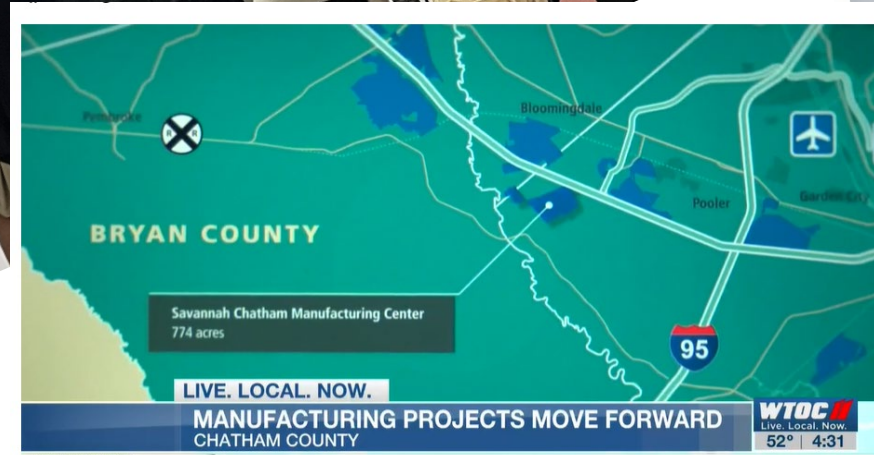 Pembroke
R R
Bloomingdale
Pooler
Garden City
BRYAN COUNTY
Savannah Chatham Manufacturing Center
774 acres
95
LIVE. LOCAL. NOW.
MANUFACTURING PROJECTS MOVE FORWARD
CHATHAM COUNTY
WTOC 11
Live. Local. Now.
52° | 4:31